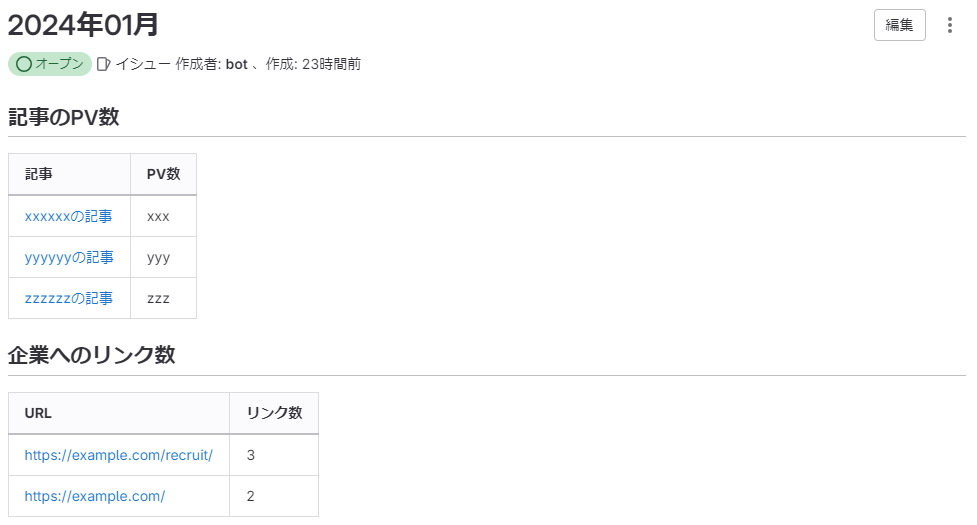 2024年01月
編集
オープン イシュー 作成者: bot 、作成: 23時間前
記事のPV数
記事 PV数
xxxxxxの記事 xxx
yyyyyyの記事 yyy
zzzzzzの記事 zzz
企業へのリンク数
URL リンク数
https://example.com/recruit/ 3
https://example.com/ 2